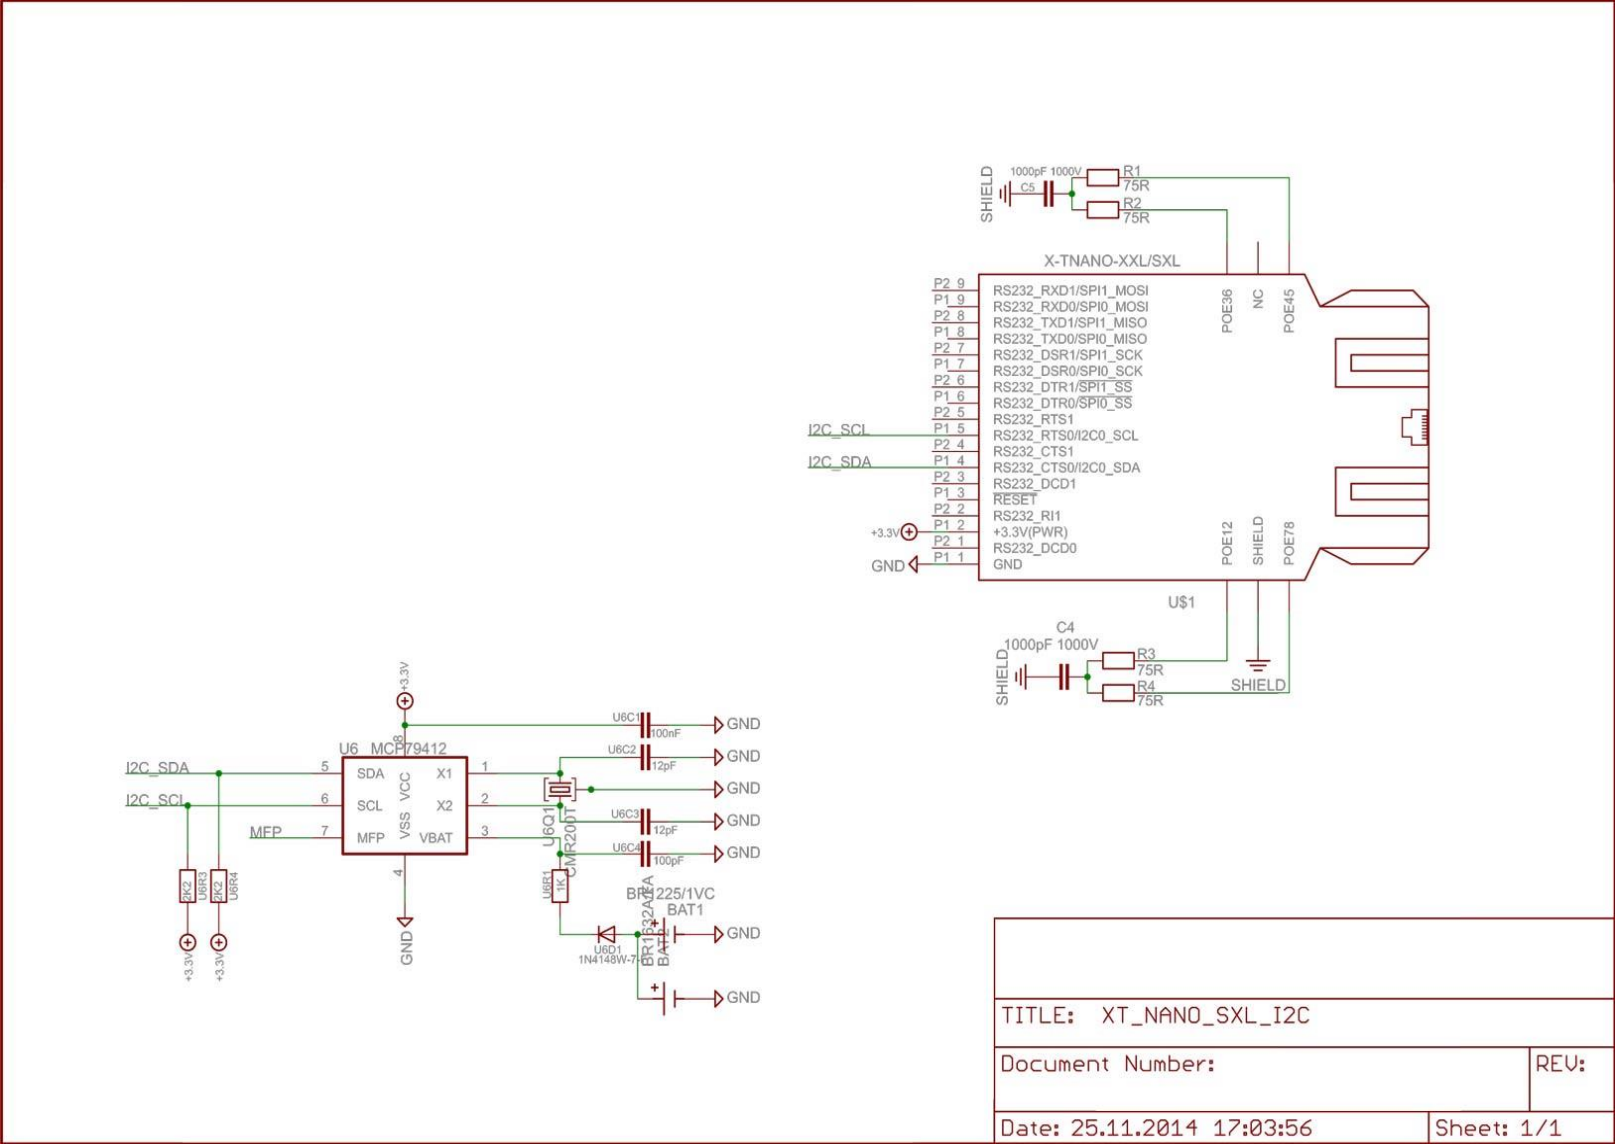 SHIELD
1000pF 1000V
C5
R1
75R
R2
75R
X-TNANO-XXL/SXL
POE36
NC
POE45
P2 9 RS232_RXD1/SPI1_MOSI
P1 9 RS232_RXD0/SPI0_MOSI
P2 8 RS232_TXD1/SPI1_MISO
P1 8 RS232_TXD0/SPI0_MISO
P2 7 RS232_DSR1/SPI1_SCK
P1 7 RS232_DSR0/SPI0_SCK
P2 6 RS232_DTR1/SPI1_SS
P1 6 RS232_DTR0/SPI0_SS
P2 5 RS232_RTS1
I2C_SCL P1 5 RS232_RTS0/I2C0_SCL
P2 4 RS232_CTS1
I2C_SDA P1 4 RS232_CTS0/I2C0_SDA
P2 3 RS232_DCD1
P1 3 RESET
P2 2 RS232_RI1
+3.3V P1 2 +3.3V(PWR)
P2 1 RS232_DCD0
GND P1 1 GND
POE12
SHIELD
POE78
U$1
C4
1000pF 1000V
SHIELD
R3
75R
R4
75R
SHIELD
+3.3V
U6 MCP79412
8
I2C_SDA 5 SDA
I2C_SCL 6 SCL
MFP 7 MFP
VCC
VSS
X1 1
X2 2
VBAT 3
4
GND
U6C1
100nF
GND
U6C2
12pF
GND
GND
U6Q1
CMR200T
U6C3
12pF
GND
U6C4
100pF
GND
2K2
U6R3
2K2
U6R4
+3.3V
+3.3V
U6R1
1K
BR1225/1VC
BAT1
GND
U6D1
1N4148W-7-
BAT2
GND
TITLE: XT_NANO_SXL_I2C
Document Number:
REV:
Date: 25.11.2014 17:03:56
Sheet: 1/1